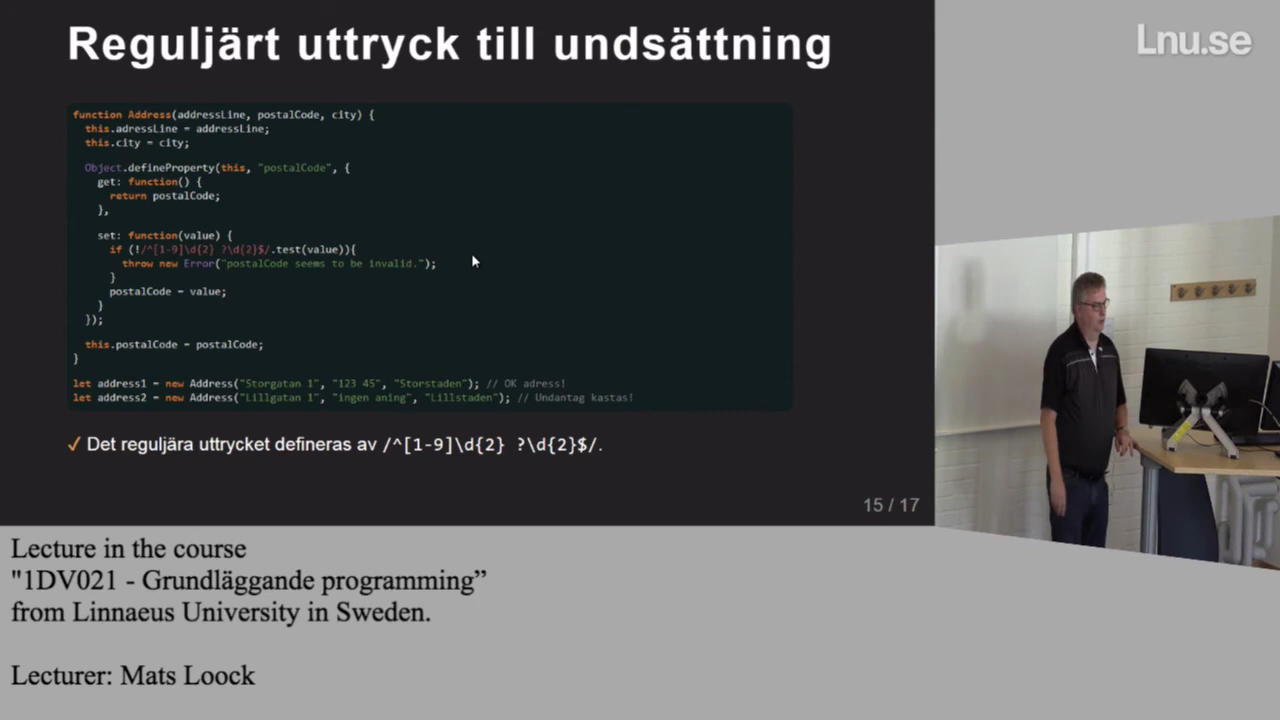 Reguljärt uttryck till undsättning
Lnu.se
function Address(addressLine, postalCode, city) {
this.adressLine = addressLine;
this.city = city;
Object.defineProperty(this, "postalCode", {
get: function() {
return postalCode;
},
set: function(value) {
if (!/^[1-9]\d{2} ?\d{2}$/.test(value)){
throw new Error("postalCode seems to be invalid.");
}
postalCode = value;
}
});
this.postalCode = postalCode;
}
let address1 = new Address("Storgatan 1", "123 45", "Storstaden"); // OK adress!
let address2 = new Address("Lillgatan 1", "ingen aning", "Lillstaden"); // Undantag kastas!
✓ Det reguljära uttrycket defineras av /^[1-9]\d{2} ?\d{2}$/.
15 / 17
Lecture in the course
"1DV021 - Grundläggande programming”
from Linnaeus University in Sweden.
Lecturer: Mats Loock